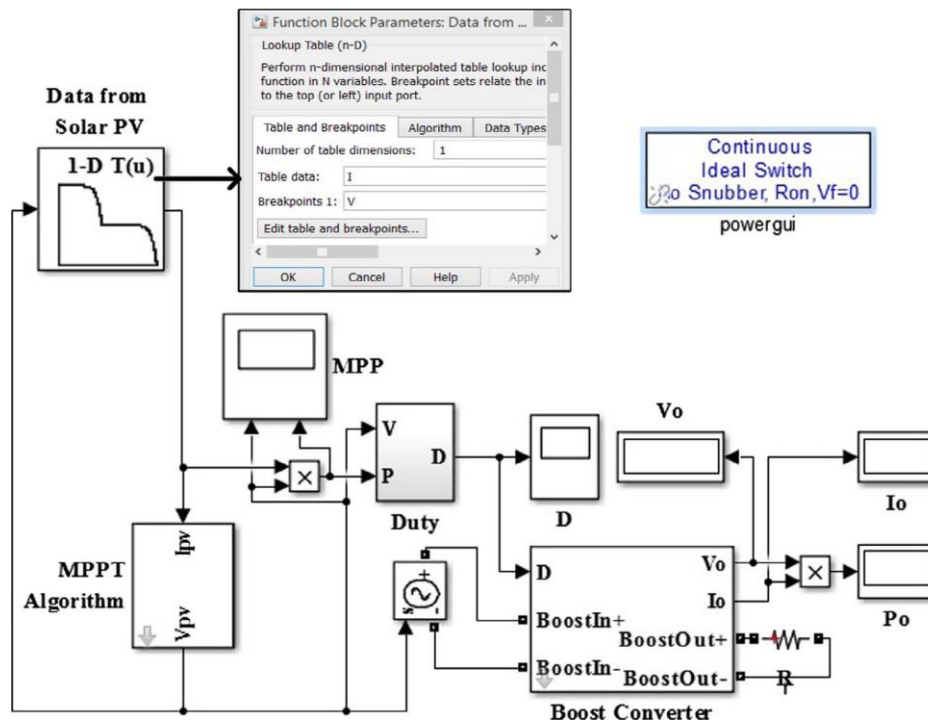 Function Block Parameters: Data from ...
Lookup Table (n-D)
Perform n-dimensional interpolated table lookup inc
function in N variables. Breakpoint sets relate the in
to the top (or left) input port.
Table and Breakpoints Algorithm Data Types
Number of table dimensions: 1
Table data: I
Breakpoints 1: V
Edit table and breakpoints...
OK Cancel Help Apply
Data from
Solar PV
1-D T(u)
Continuous
Ideal Switch
o Snubber, Ron,Vf=0
powergui
MPP
V
P
D
Duty
D
Vo
Io
Po
Ipv
Vpv
MPPT
Algorithm
s
+
-
D
BoostIn+
BoostIn-
Vo
Io
BoostOut+
BoostOut-
Boost Converter
R
×
×